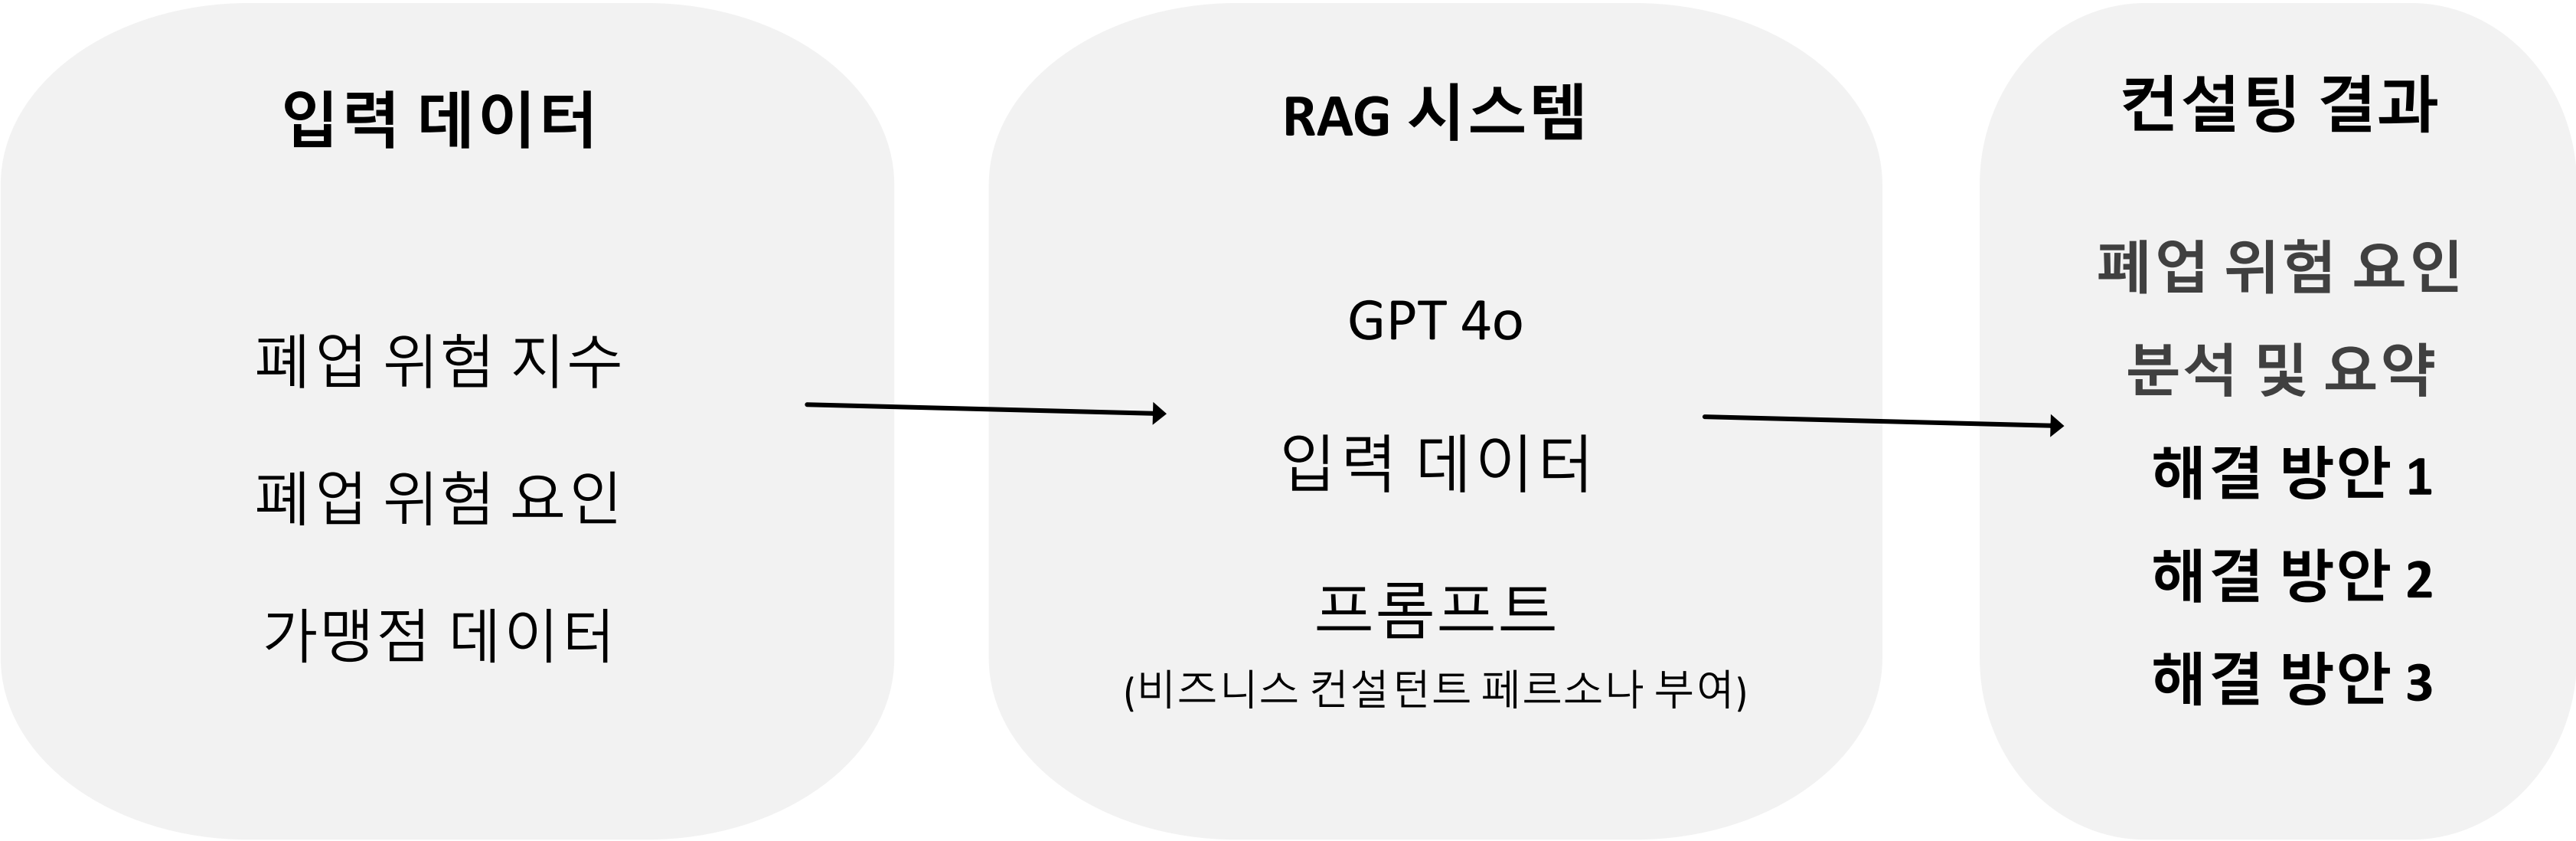 입력 데이터
폐업 위험 지수
폐업 위험 요인
가맹점 데이터
RAG 시스템
GPT 4o
입력 데이터
프롬프트
(비즈니스 컨설턴트 페르소나 부여)
컨설팅 결과
폐업 위험 요인
분석 및 요약
해결 방안 1
해결 방안 2
해결 방안 3